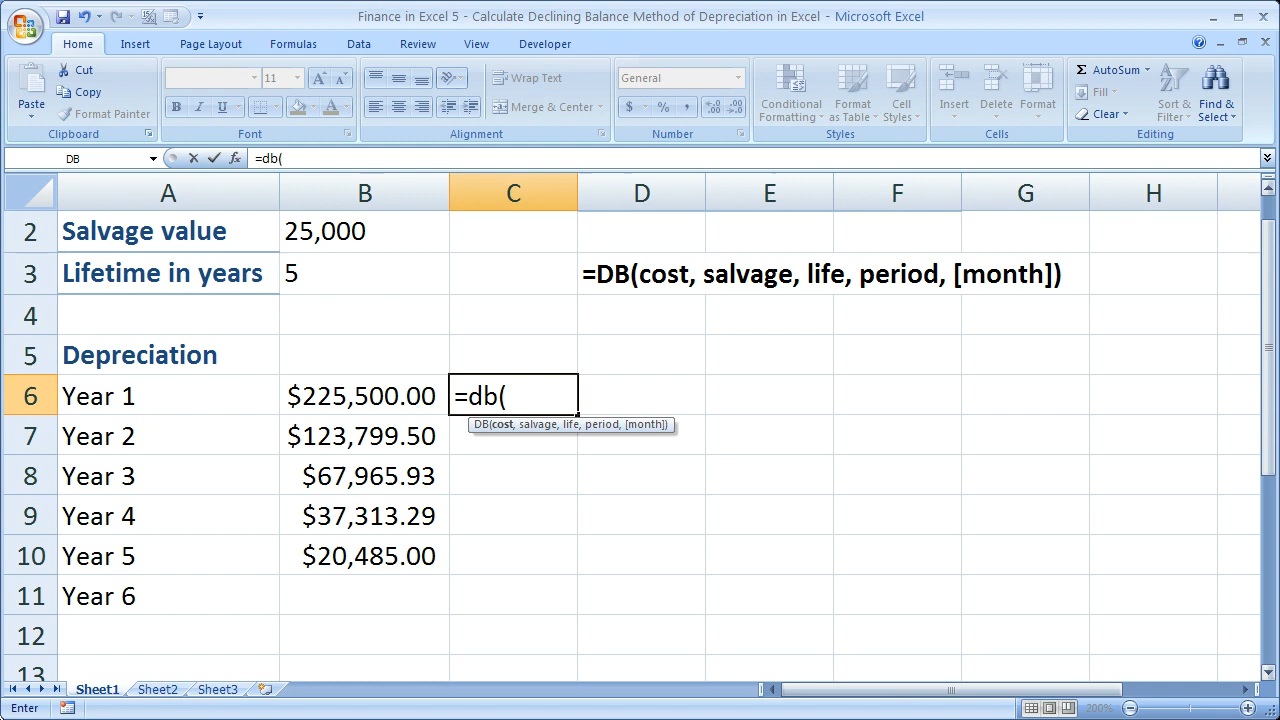 Finance in Excel 5 - Calculate Declining Balance Method of Depreciation in Excel - Microsoft Excel
Home Insert Page Layout Formulas Data Review View Developer
Paste
Cut
Copy
Format Painter
Clipboard
11
B I U
Font
Wrap Text
Merge & Center
Alignment
General
$ % ,
Number
Conditional Formatting
Format as Table
Cell Styles
Styles
Insert Delete Format
Cells
AutoSum
Fill
Clear
Sort & Filter
Find & Select
Editing
DB fx =db(
A B C D E F G H
2 Salvage value 25,000
3 Lifetime in years 5 =DB(cost, salvage, life, period, [month])
4
5 Depreciation
6 Year 1 $225,500.00 =db(
DB(cost, salvage, life, period, [month])
7 Year 2 $123,799.50
8 Year 3 $67,965.93
9 Year 4 $37,313.29
10 Year 5 $20,485.00
11 Year 6
12
13
Sheet1 Sheet2 Sheet3
Enter 200%